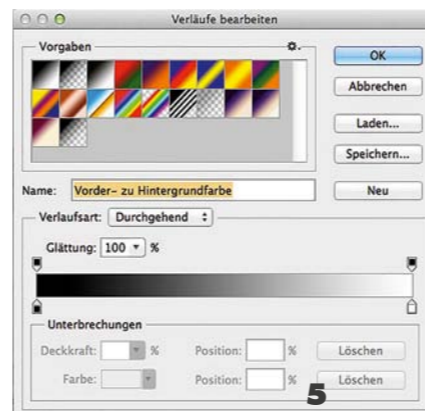 Verläufe bearbeiten
Vorgaben
OK
Abbrechen
Laden...
Speichern...
Name: Vorder- zu Hintergrundfarbe
Neu
Verlaufsart: Durchgehend
Glättung: 100 %
Unterbrechungen
Deckkraft: % Position: % Löschen
Farbe: Position: % Löschen
5